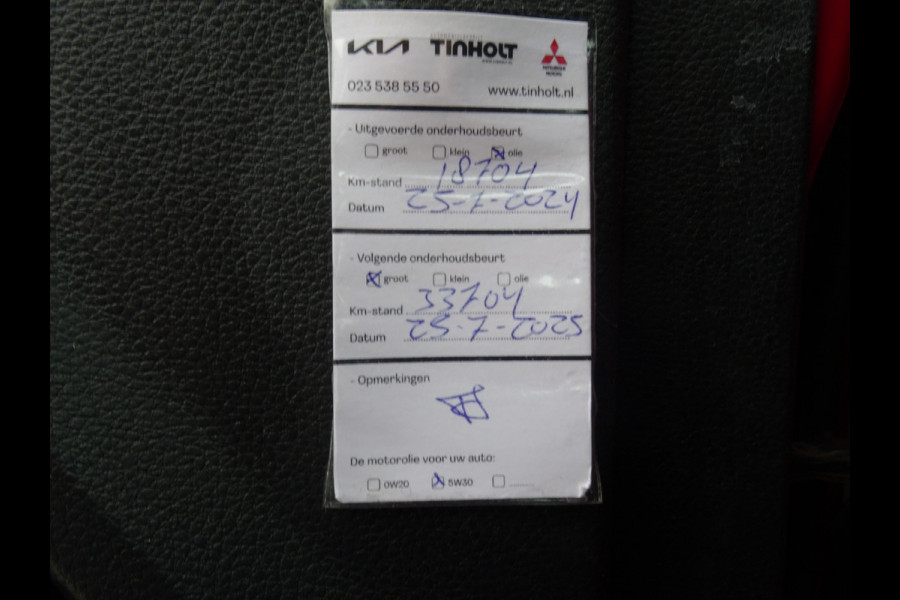 KIA TINHOLT MITSUBISHI MOTORS
023 538 55 50 www.tinholt.nl
- Uitgevoerde onderhoudsbeurt
groot klein olie
Km-stand 18704
Datum 25-7-2024
- Volgende onderhoudsbeurt
groot klein olie
Km-stand 33704
Datum 25-7-2025
- Opmerkingen
De motorolie voor uw auto:
0W20 5W30